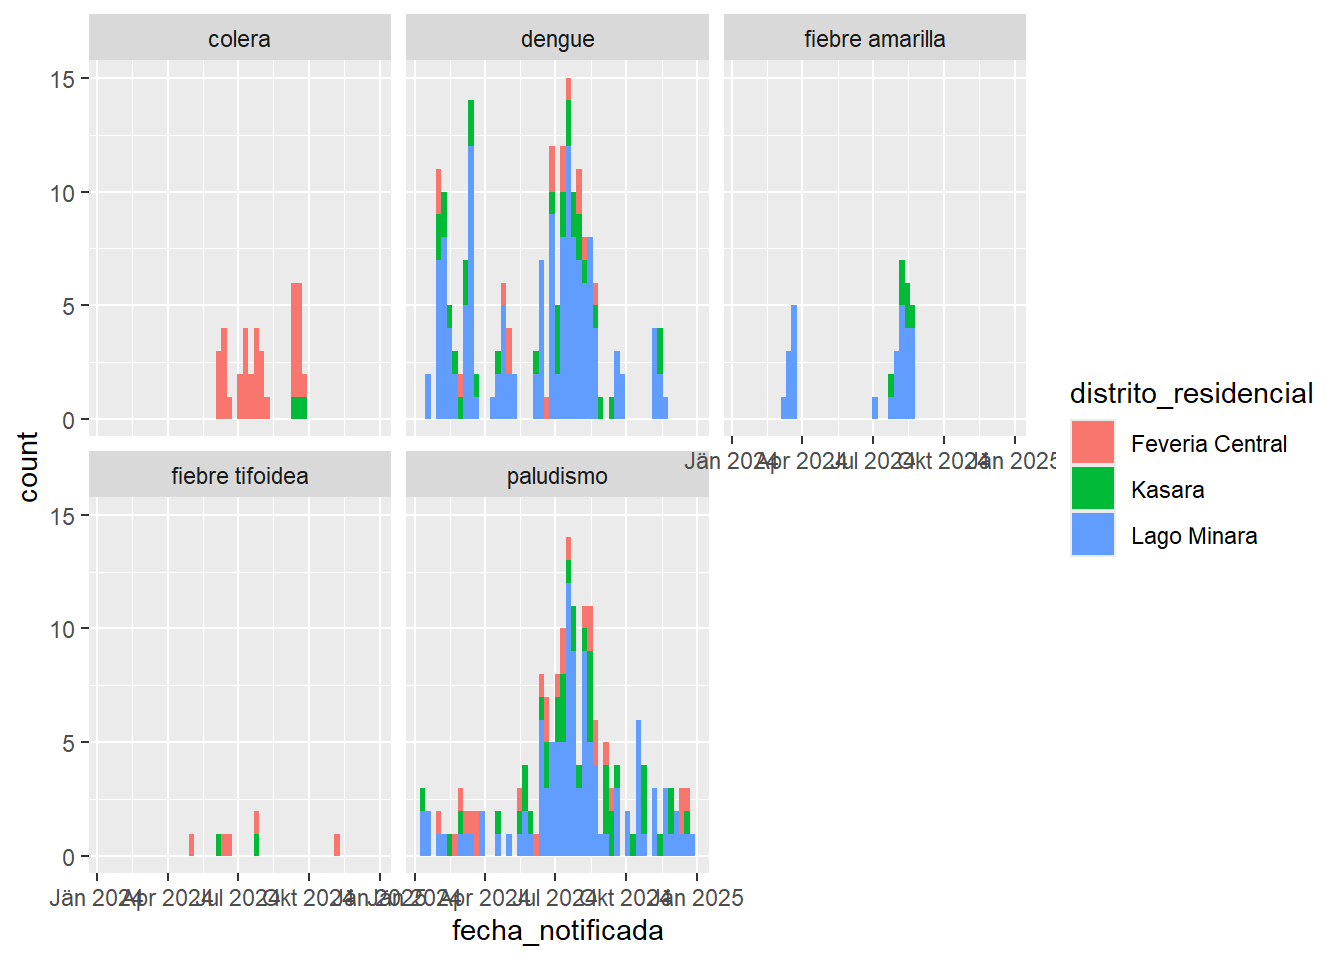 colera
dengue
fiebre amarilla
15
10
5
0
Jän 2024 Apr 2024 Jul 2024 Okt 2024 Jän 2025
fiebre tifoidea
paludismo
15
10
5
0
Jän 2024 Apr 2024 Jul 2024 Okt 2024 Jän 2025
Jän 2024 Apr 2024 Jul 2024 Okt 2024 Jän 2025
count
fecha_notificada
distrito_residencial
Feveria Central
Kasara
Lago Minara